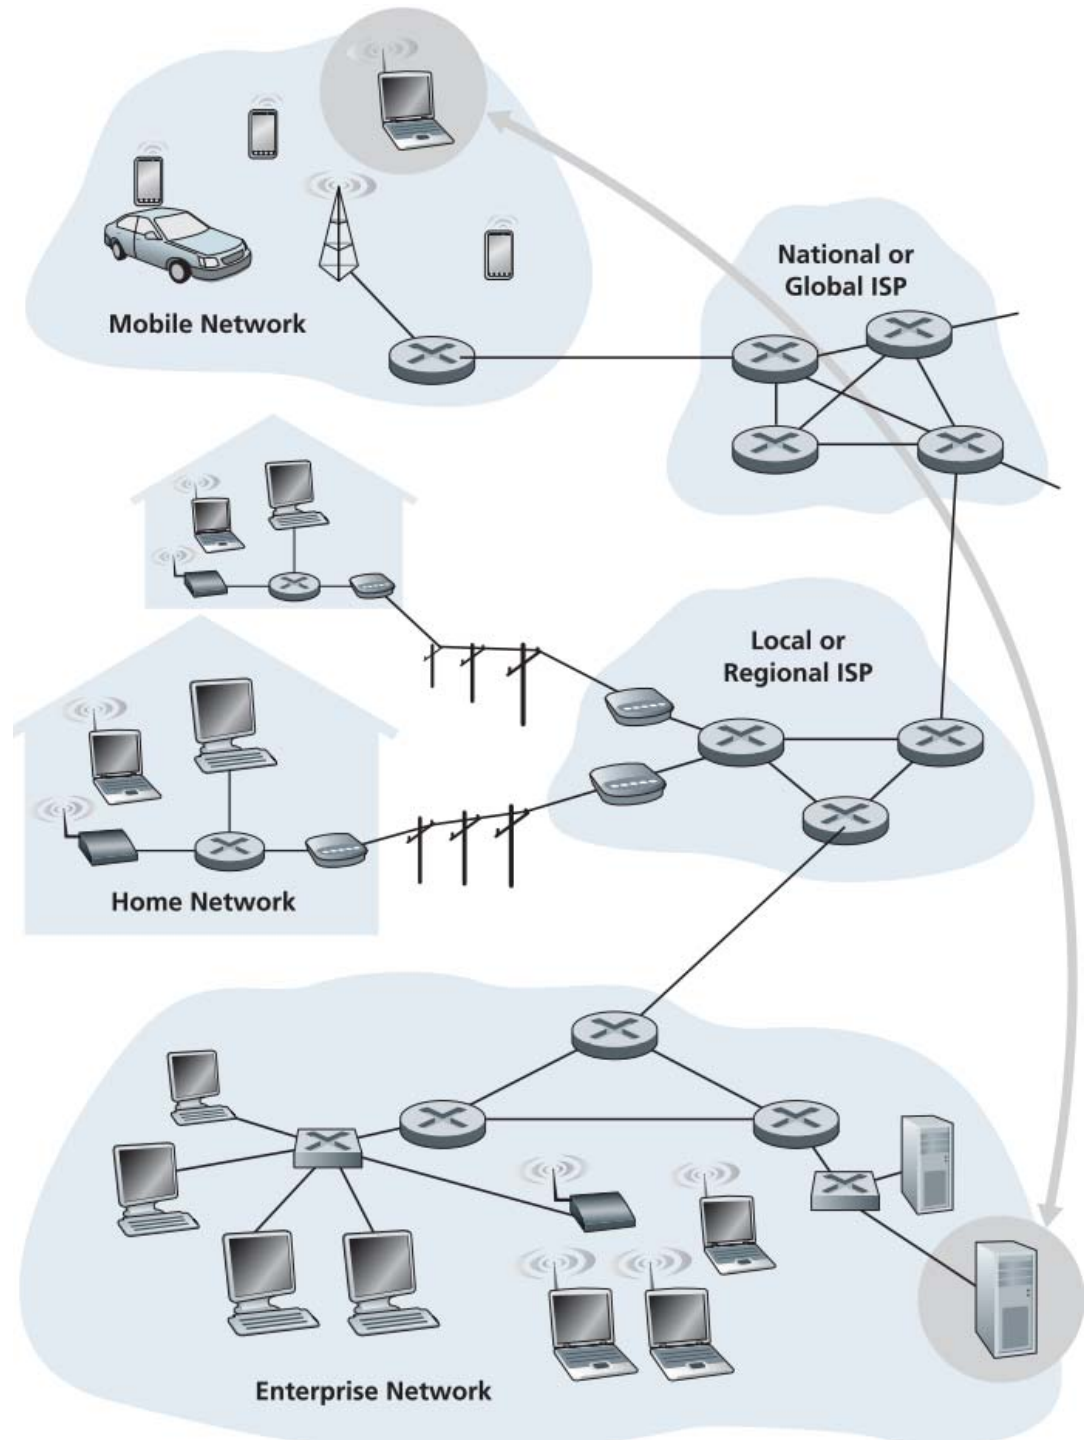 National or
Global ISP
Mobile Network
Local or
Regional ISP
Home Network
Enterprise Network